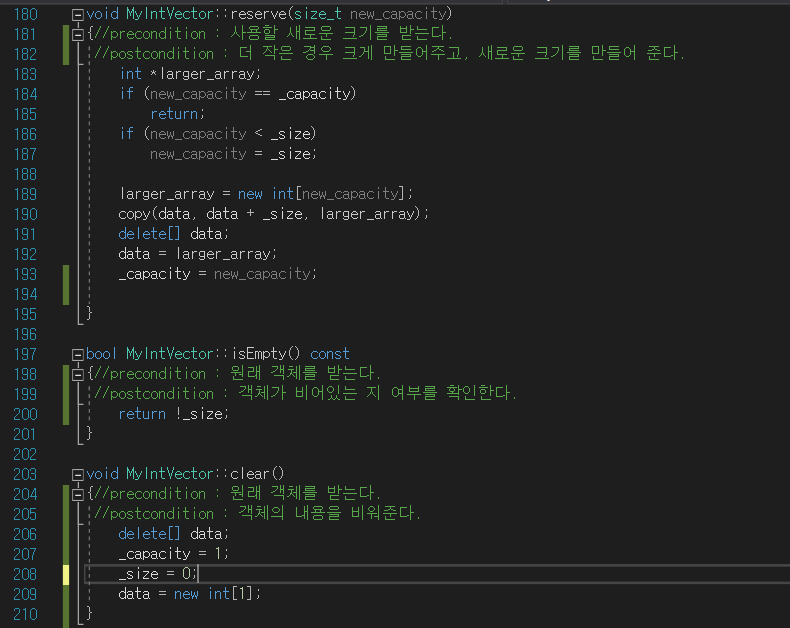 180 void MyIntVector::reserve(size_t new_capacity)
181 {//precondition : 사용할 새로운 크기를 받는다.
182 //postcondition : 더 작은 경우 크게 만들어주고, 새로운 크기를 만들어 준다.
183 int *larger_array;
184 if (new_capacity == _capacity)
185 return;
186 if (new_capacity < _size)
187 new_capacity = _size;
188
189 larger_array = new int[new_capacity];
190 copy(data, data + _size, larger_array);
191 delete[] data;
192 data = larger_array;
193 _capacity = new_capacity;
194
195 }
196
197 bool MyIntVector::isEmpty() const
198 {//precondition : 원래 객체를 받는다.
199 //postcondition : 객체가 비어있는 지 여부를 확인한다.
200 return !_size;
201 }
202
203 void MyIntVector::clear()
204 {//precondition : 원래 객체를 받는다.
205 //postcondition : 객체의 내용을 비워준다.
206 delete[] data;
207 _capacity = 1;
208 _size = 0;
209 data = new int[1];
210 }